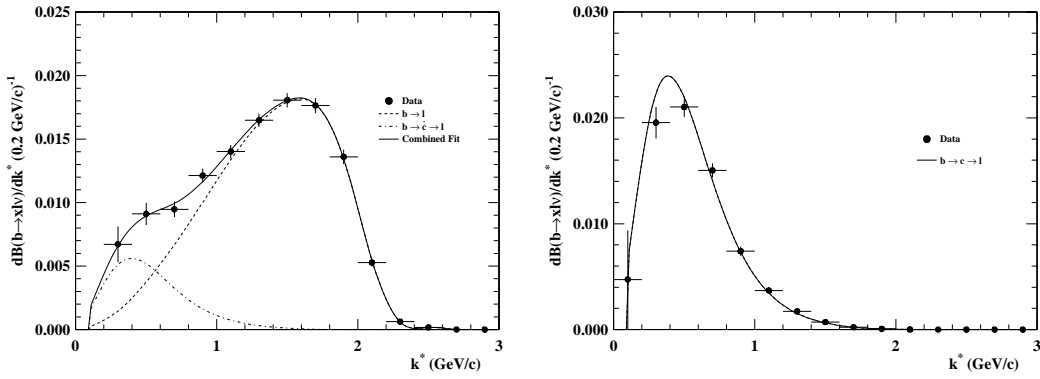 dB(b→xlν)/dk* (0.2 GeV/c)-1
0.025
0.020
0.015
0.010
0.005
0.000
0
1
2
3
k* (GeV/c)
Data
b→l
b→c→l
Combined Fit
dB(b→xlν)/dk* (0.2 GeV/c)-1
0.030
0.020
0.010
0.000
0
1
2
3
k* (GeV/c)
Data
b→c→l